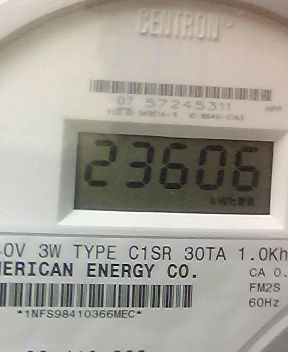 CENTRON
07 57245311
23606
kWh
40V 3W TYPE C1SR 30TA 1.0Kh
MERICAN ENERGY CO.
CA 0.
FM2S
60Hz
*1NFS98410366MEC*